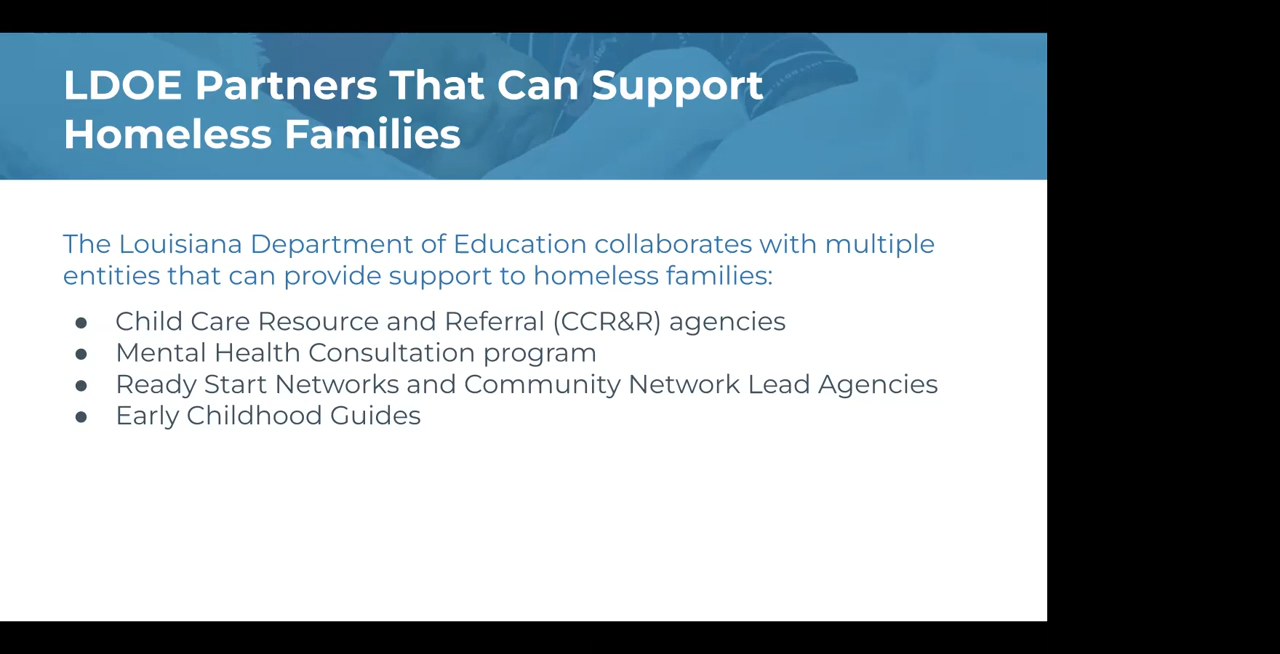 LDOE Partners That Can Support
Homeless Families
The Louisiana Department of Education collaborates with multiple
entities that can provide support to homeless families:
● Child Care Resource and Referral (CCR&R) agencies
● Mental Health Consultation program
● Ready Start Networks and Community Network Lead Agencies
● Early Childhood Guides